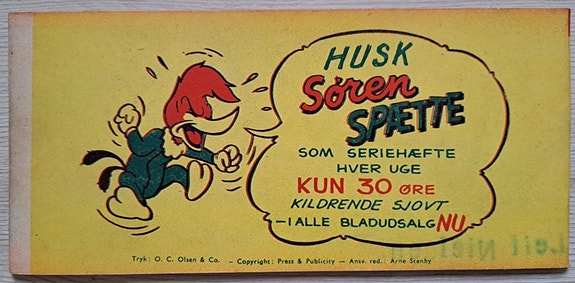 HUSK
Søren
SPÆTTE
SOM SERIEHÆFTE
HVER UGE
KUN 30 ØRE
KILDRENDE SJOVT
—I ALLE BLADUDSALG NU
Tryk: O. C. Olsen & Co. – Copyright: Press & Publicity – Ansv. red.: Arne Stenby